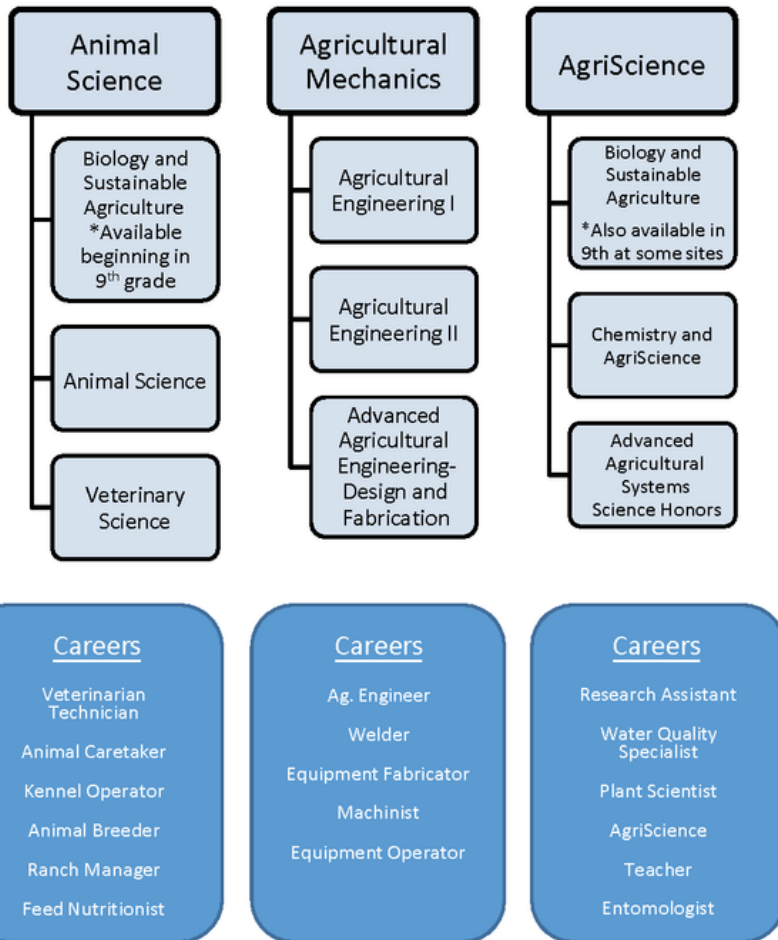 Animal
Science
Biology and
Sustainable
Agriculture
*Available
beginning in
9th grade
Animal Science
Veterinary
Science
Agricultural
Mechanics
Agricultural
Engineering I
Agricultural
Engineering II
Advanced
Agricultural
Engineering-
Design and
Fabrication
AgriScience
Biology and
Sustainable
Agriculture
*Also available in
9th at some sites
Chemistry and
AgriScience
Advanced
Agricultural
Systems
Science Honors
Careers
Veterinarian
Technician
Animal Caretaker
Kennel Operator
Animal Breeder
Ranch Manager
Feed Nutritionist
Careers
Ag. Engineer
Welder
Equipment Fabricator
Machinist
Equipment Operator
Careers
Research Assistant
Water Quality
Specialist
Plant Scientist
AgriScience
Teacher
Entomologist